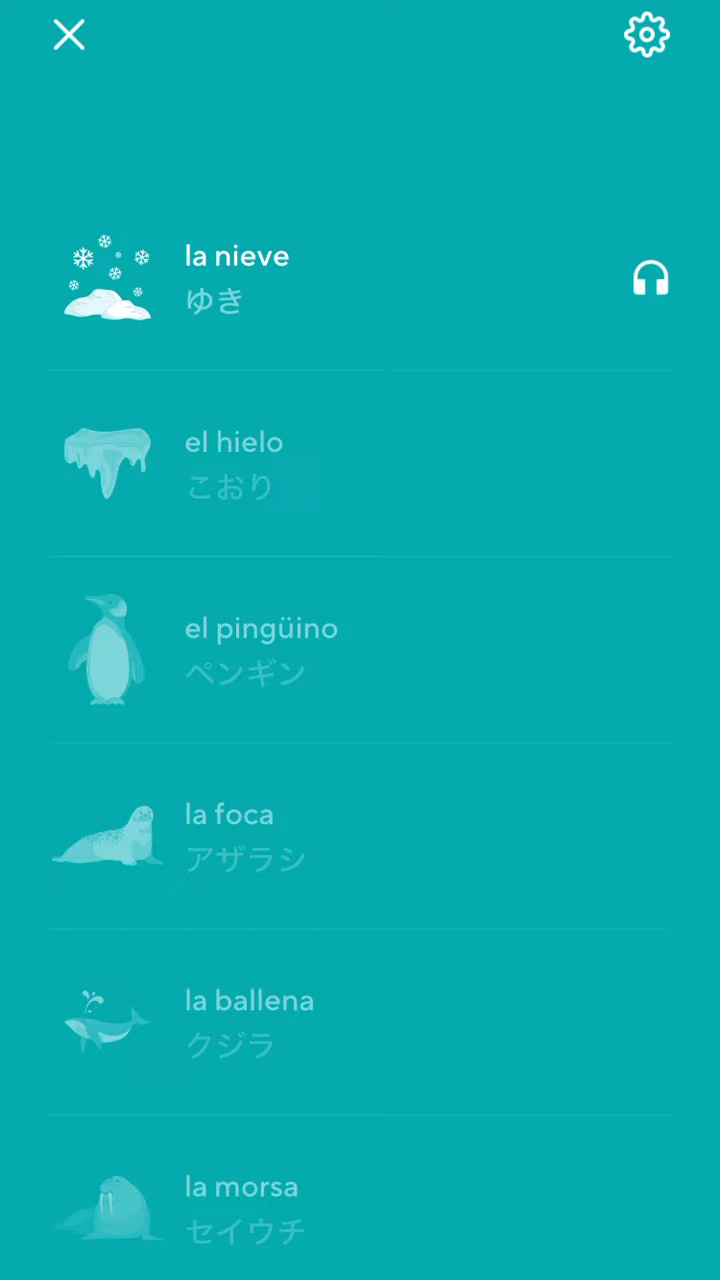 la nieve
ゆき
el hielo
こおり
el pingüino
ペンギン
la foca
アザラシ
la ballena
クジラ
la morsa
セイウチ